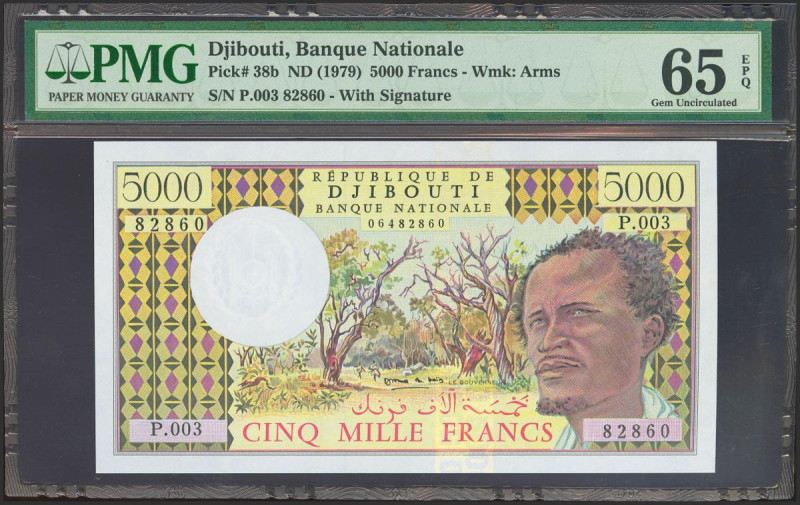 PMG
PAPER MONEY GUARANTY
Djibouti, Banque Nationale
Pick# 38b ND (1979) 5000 Francs - Wmk: Arms
S/N P.003 82860 - With Signature
65
EPQ
Gem Uncirculated
5000
RÉPUBLIQUE DE
DJIBOUTI
BANQUE NATIONALE
5000
82860
06482860
P.003
LE GOUVERNEUR
خمسة آلاف فرنك
P.003
CINQ MILLE FRANCS
82860